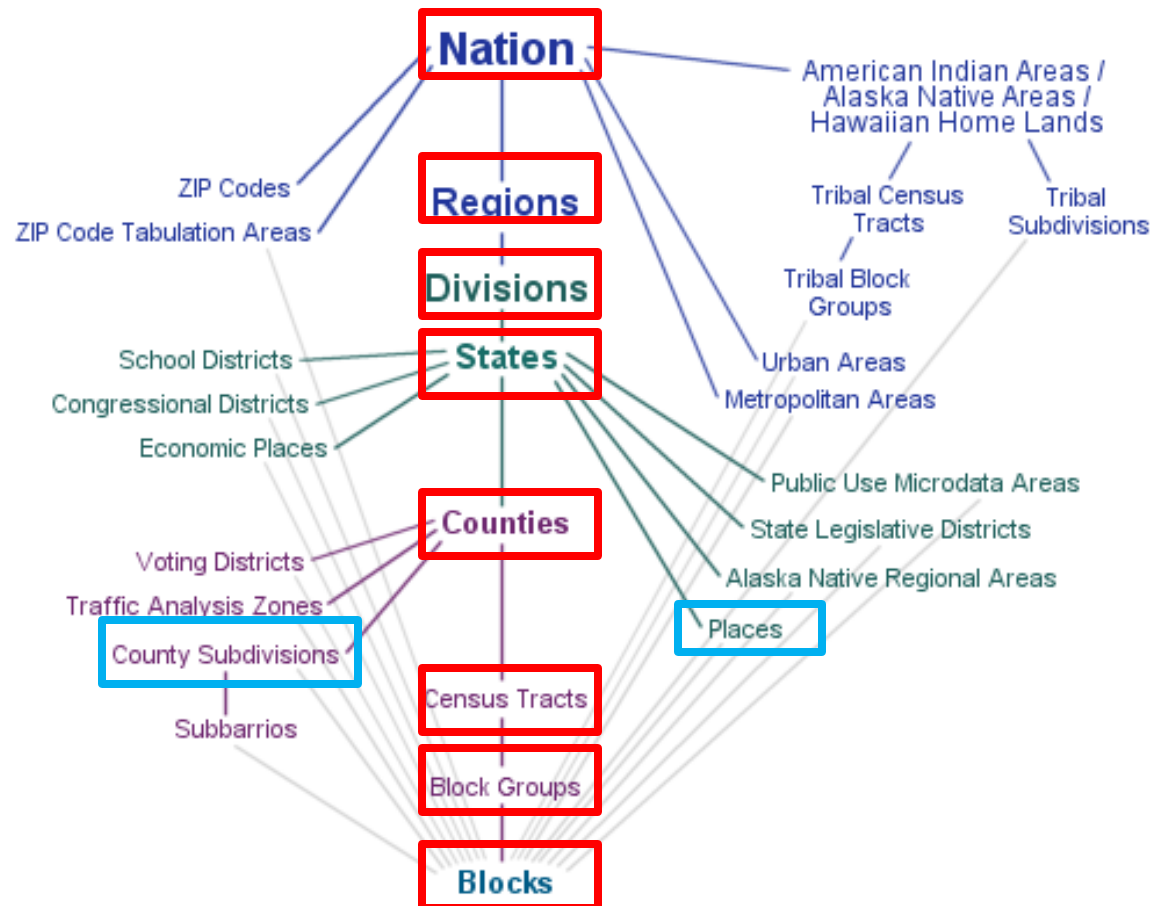 Nation
American Indian Areas /
Alaska Native Areas /
Hawaiian Home Lands
ZIP Codes
Regions
Tribal Census
Tracts
Tribal
Subdivisions
ZIP Code Tabulation Areas
Divisions
Tribal Block
Groups
School Districts
States
Urban Areas
Congressional Districts
Metropolitan Areas
Economic Places
Public Use Microdata Areas
Counties
State Legislative Districts
Voting Districts
Alaska Native Regional Areas
Traffic Analysis Zones
Places
County Subdivisions
Census Tracts
Subbarrios
Block Groups
Blocks